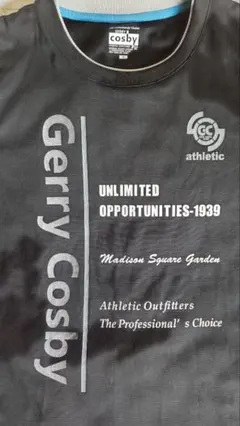 cosby
GC
athletic
Gerry Cosby
UNLIMITED
OPPORTUNITIES-1939
Madison Square Garden
Athletic Outfitters
The Professional's Choice